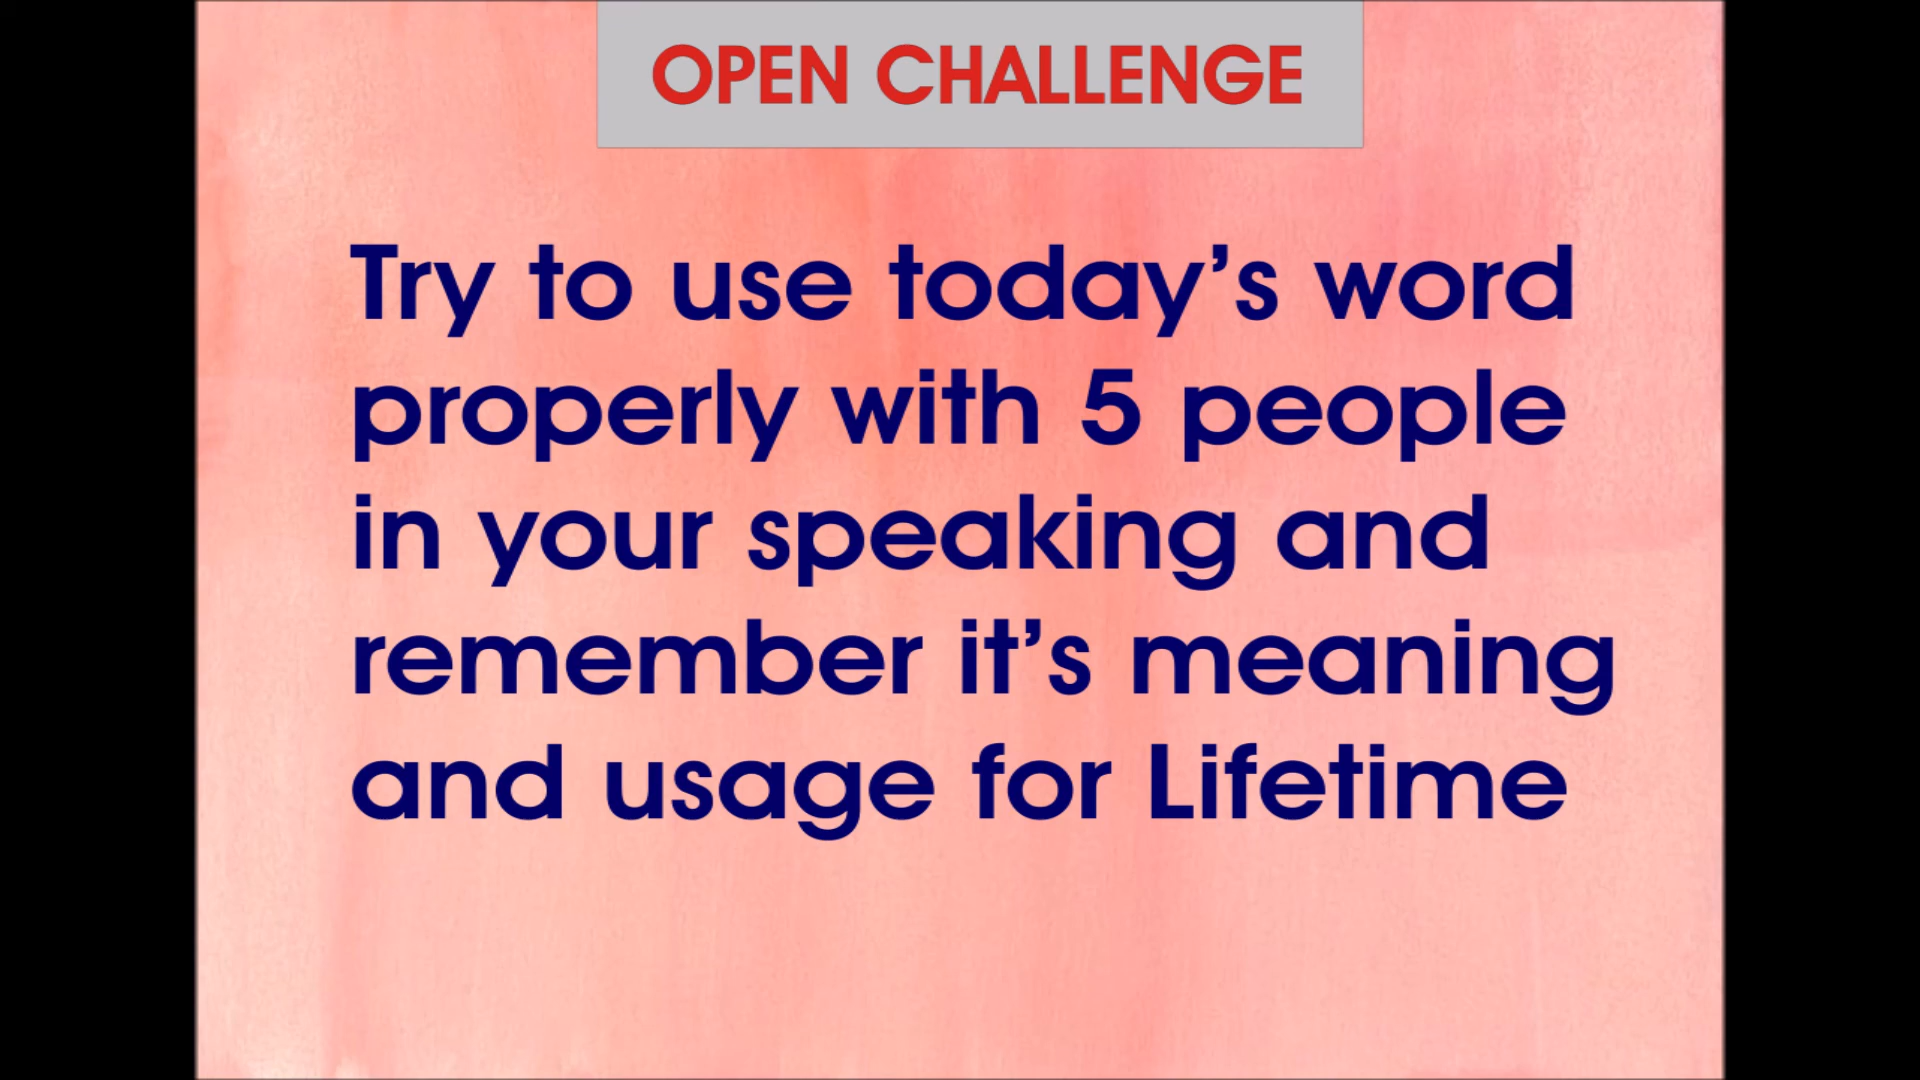 OPEN CHALLENGE
Try to use today’s word
properly with 5 people
in your speaking and
remember it’s meaning
and usage for Lifetime